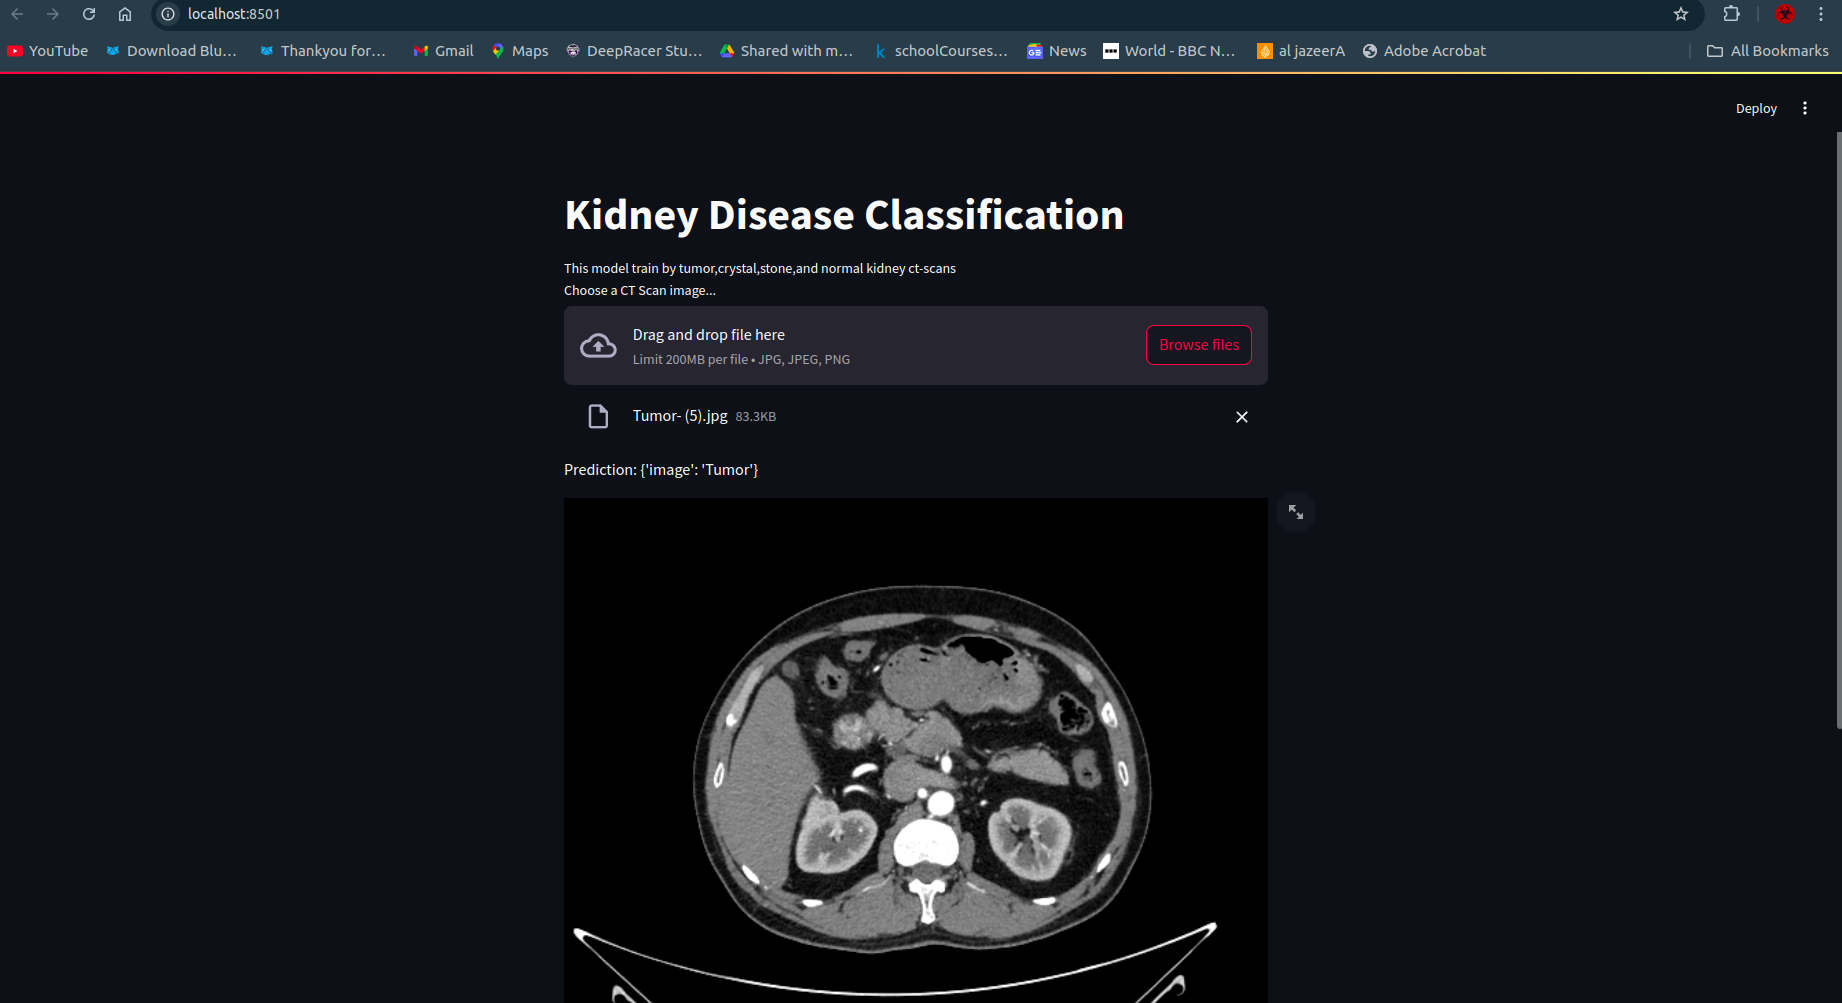 localhost:8501
YouTube Download Blu... Thankyou for... Gmail Maps DeepRacer Stu... Shared with m... schoolCourses... News World - BBC N... al jazeerA Adobe Acrobat All Bookmarks
Deploy
Kidney Disease Classification
This model train by tumor,crystal,stone,and normal kidney ct-scans
Choose a CT Scan image...
Drag and drop file here
Limit 200MB per file • JPG, JPEG, PNG
Browse files
Tumor- (5).jpg 83.3KB
Prediction: {'image': 'Tumor'}